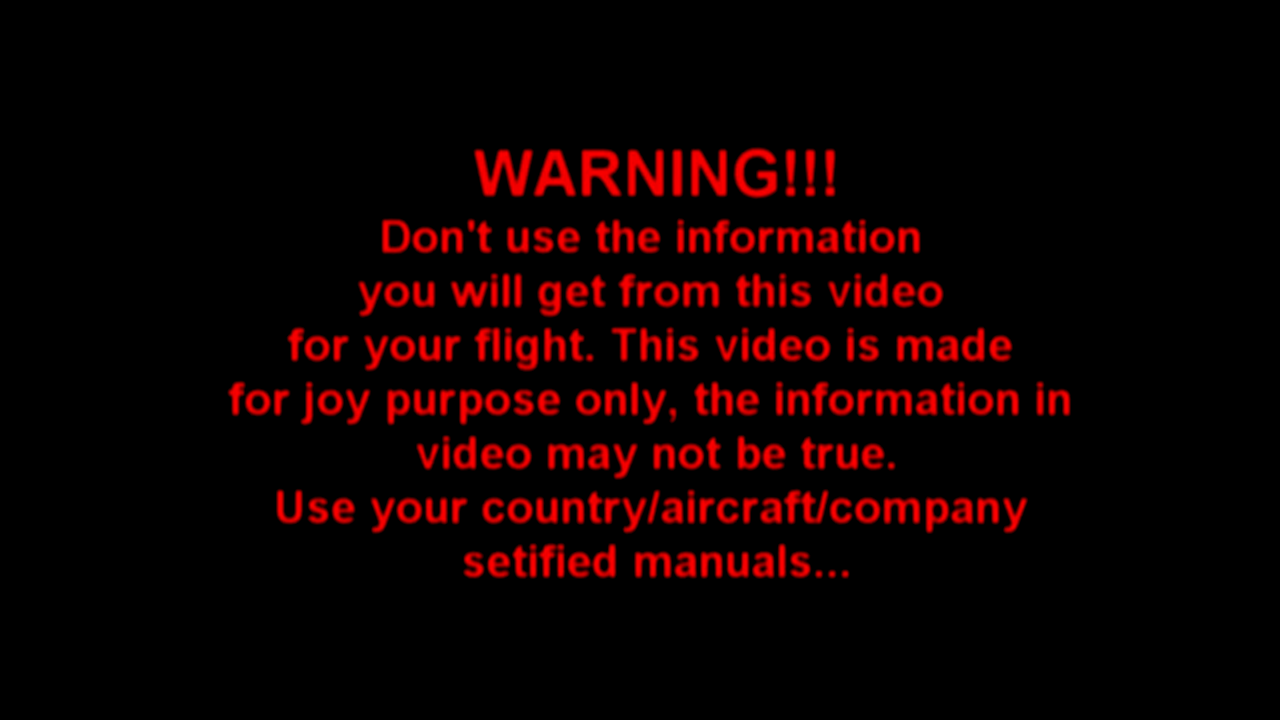 WARNING!!!
Don't use the information
you will get from this video
for your flight. This video is made
for joy purpose only, the information in
video may not be true.
Use your country/aircraft/company
setified manuals...